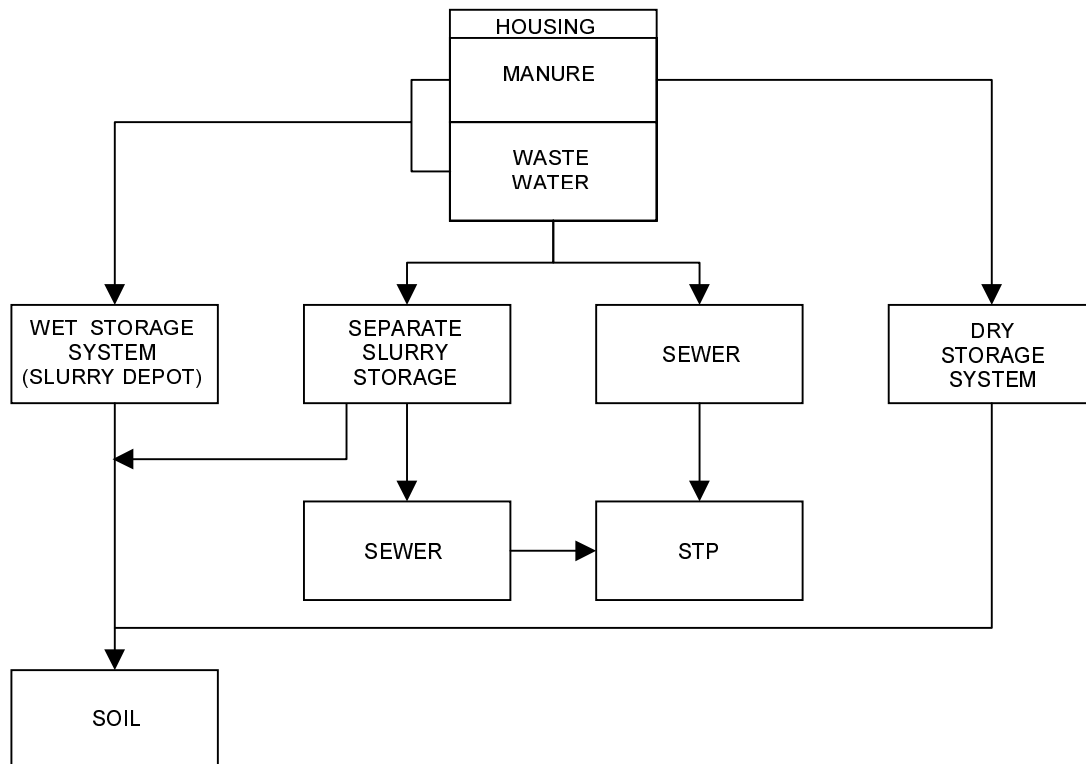 HOUSING
MANURE
WASTE
WATER
WET STORAGE
SYSTEM
(SLURRY DEPOT)
SEPARATE
SLURRY
STORAGE
SEWER
DRY
STORAGE
SYSTEM
SEWER
STP
SOIL